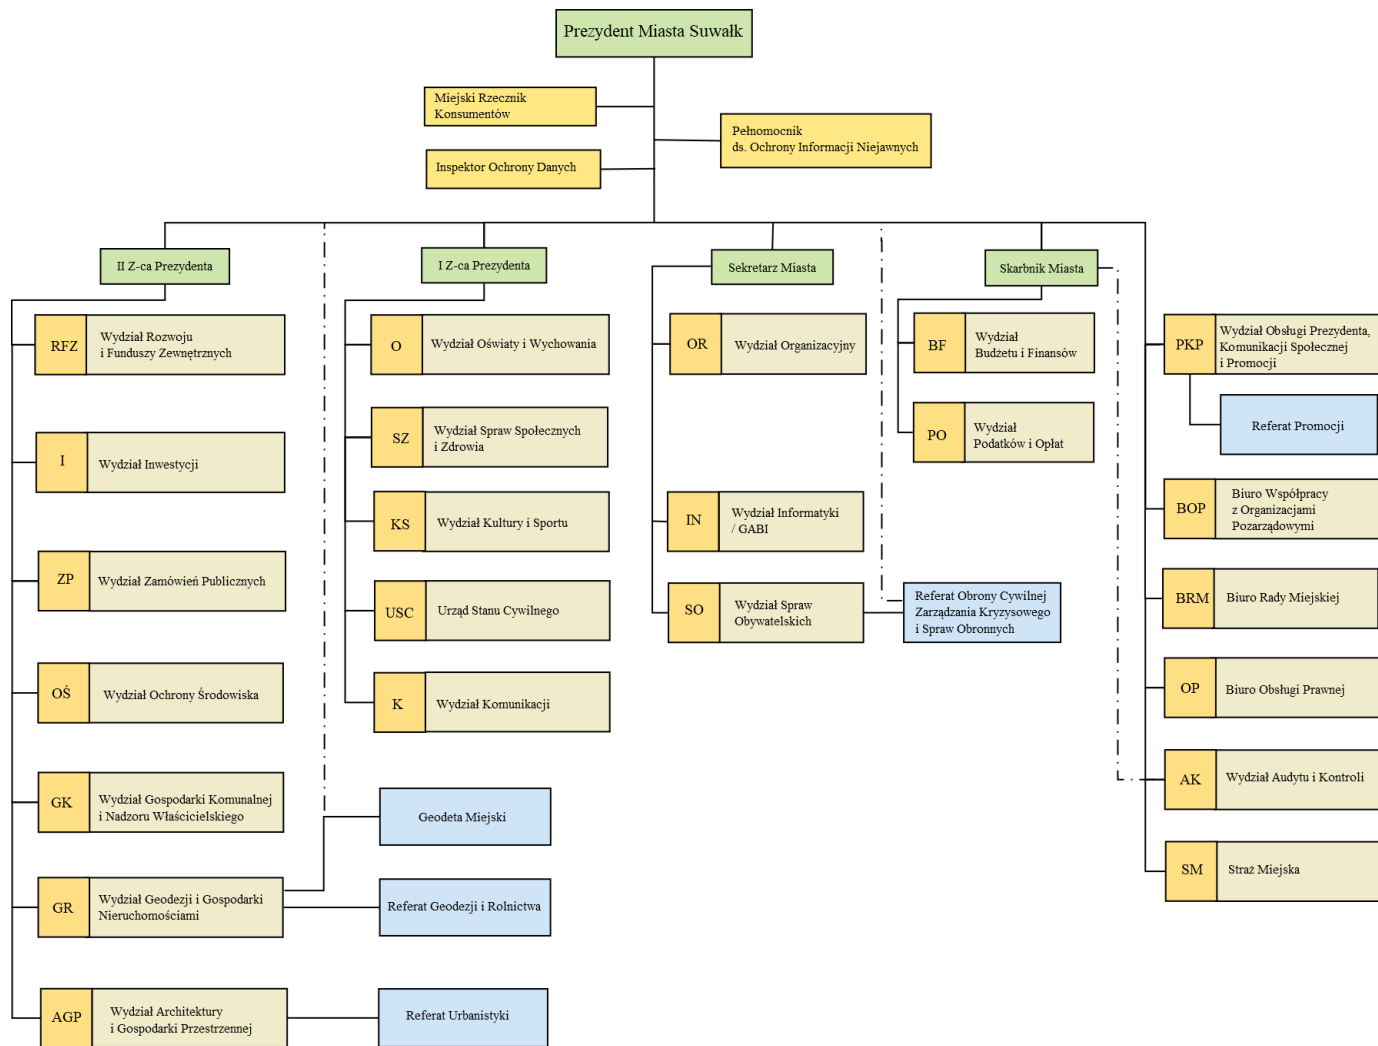 Prezydent Miasta Suwałk
Miejski Rzecznik
Konsumentów
Pełnomocnik
ds. Ochrony Informacji Niejawnych
Inspektor Ochrony Danych
II Z-ca Prezydenta
RFZ
Wydział Rozwoju
i Funduszy Zewnętrznych
I
Wydział Inwestycji
ZP
Wydział Zamówień Publicznych
OŚ
Wydział Ochrony Środowiska
GK
Wydział Gospodarki Komunalnej
i Nadzoru Właścicielskiego
GR
Wydział Geodezji i Gospodarki
Nieruchomościami
Geodeta Miejski
Referat Geodezji i Rolnictwa
AGP
Wydział Architektury
i Gospodarki Przestrzennej
Referat Urbanistyki
I Z-ca Prezydenta
O
Wydział Oświaty i Wychowania
SZ
Wydział Spraw Społecznych
i Zdrowia
KS
Wydział Kultury i Sportu
USC
Urząd Stanu Cywilnego
K
Wydział Komunikacji
Sekretarz Miasta
OR
Wydział Organizacyjny
IN
Wydział Informatyki
/ GABI
SO
Wydział Spraw
Obywatelskich
Referat Obrony Cywilnej
Zarządzania Kryzysowego
i Spraw Obronnych
Skarbnik Miasta
BF
Wydział
Budżetu i Finansów
PO
Wydział
Podatków i Opłat
PKP
Wydział Obsługi Prezydenta,
Komunikacji Społecznej
i Promocji
Referat Promocji
BOP
Biuro Współpracy
z Organizacjami
Pozarządowymi
BRM
Biuro Rady Miejskiej
OP
Biuro Obsługi Prawnej
AK
Wydział Audytu i Kontroli
SM
Straż Miejska